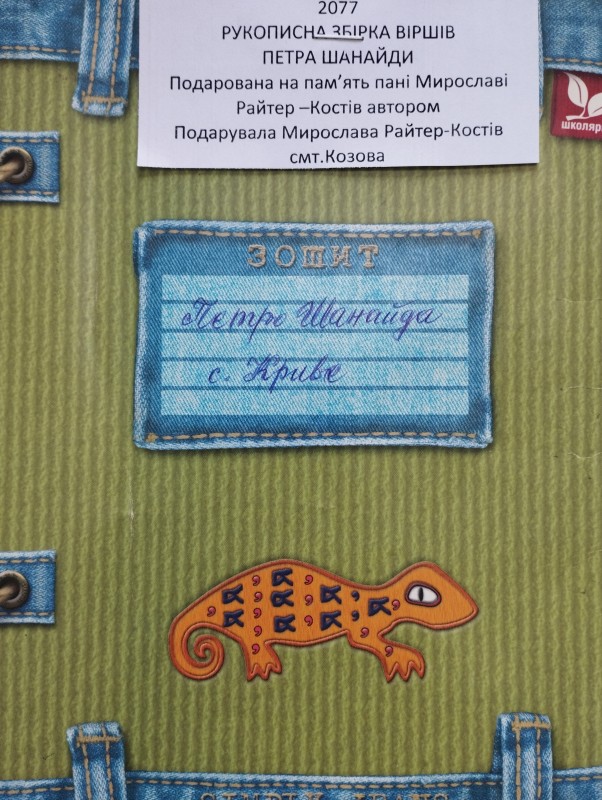 2077
РУКОПИСНА ЗБІРКА ВІРШІВ
ПЕТРА ШАНАЙДИ
Подарована на пам’ять пані Мирославі
Райтер –Костів автором
Подарувала Мирослава Райтер-Костів
смт.Козова
школяр
ЗОШИТ
Петро Шанайда
с. Криве